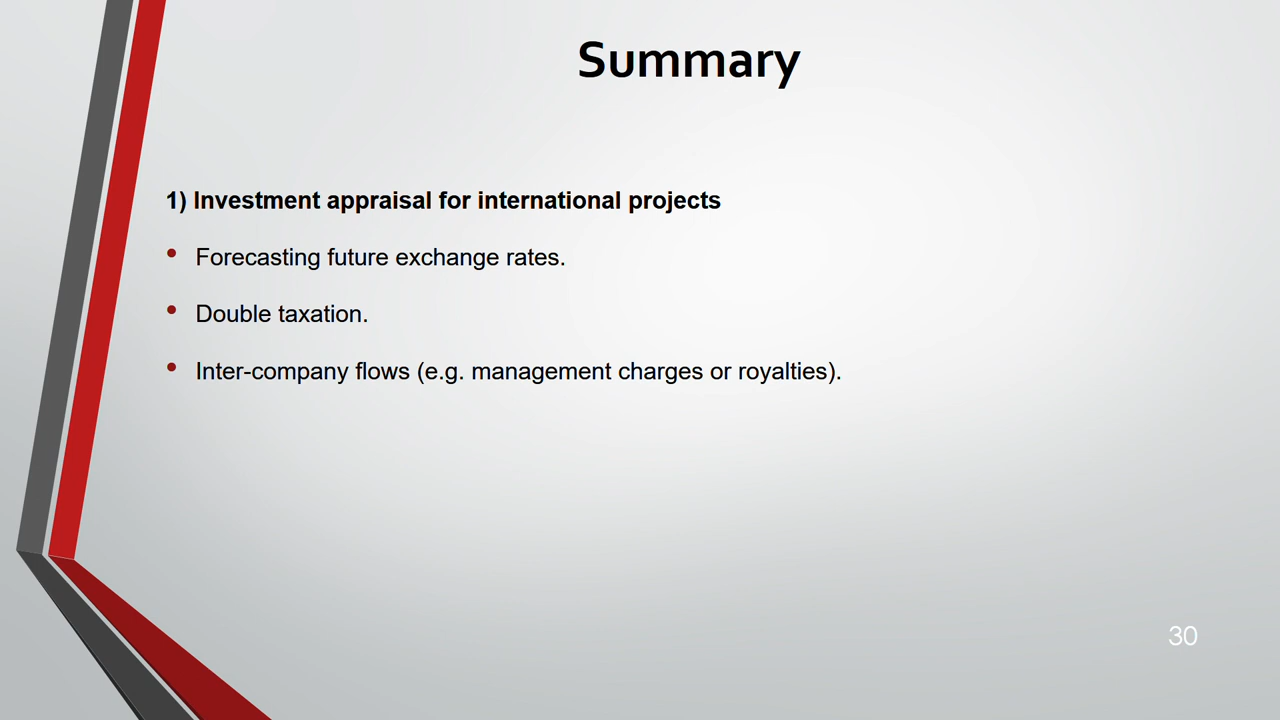 Summary
1) Investment appraisal for international projects
• Forecasting future exchange rates.
• Double taxation.
• Inter-company flows (e.g. management charges or royalties).
30